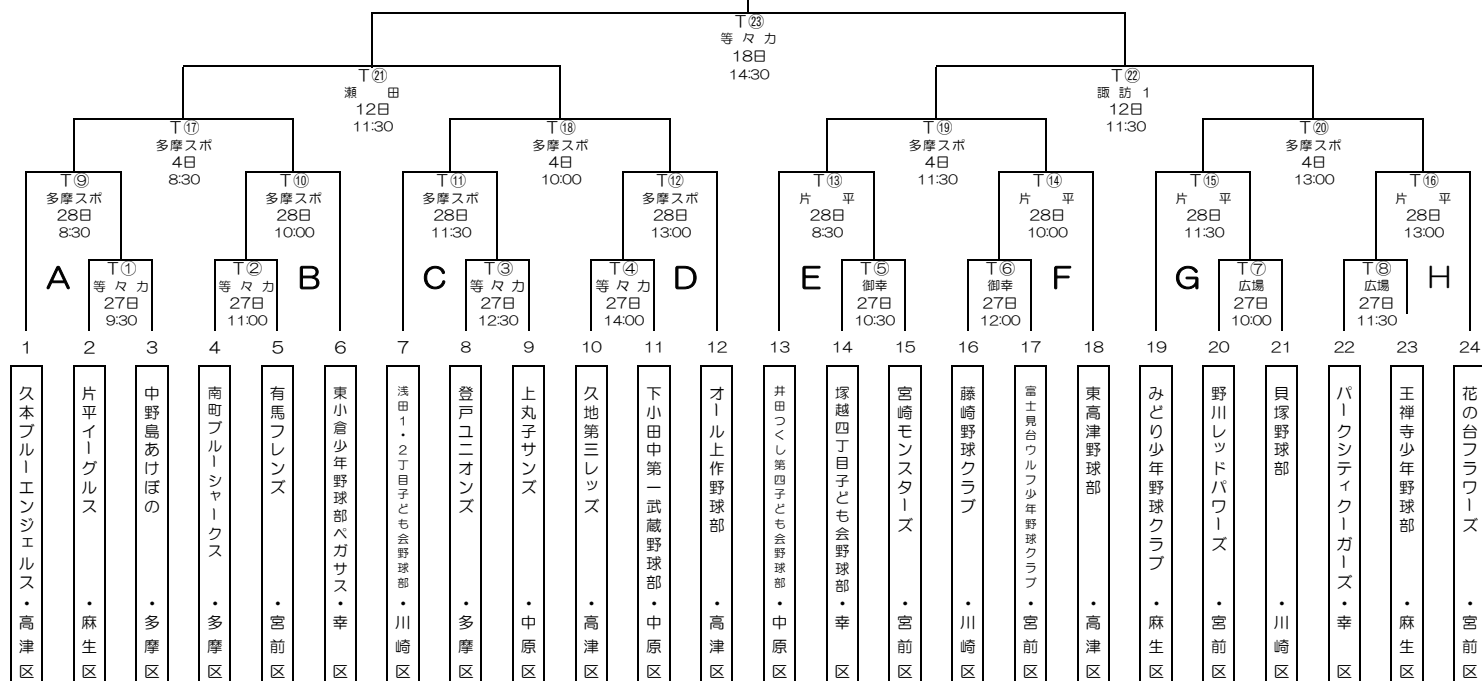 T㉓
等々力
18日
14:30
T㉑
瀬 田
12日
11:30
T㉒
諏訪1
12日
11:30
T⑰
多摩スポ
4日
8:30
T⑱
多摩スポ
4日
10:00
T⑲
多摩スポ
4日
11:30
T⑳
多摩スポ
4日
13:00
T⑨
多摩スポ
28日
8:30
T⑩
多摩スポ
28日
10:00
T⑪
多摩スポ
28日
11:30
T⑫
多摩スポ
28日
13:00
T⑬
片 平
28日
8:30
T⑭
片 平
28日
10:00
T⑮
片 平
28日
11:30
T⑯
片 平
28日
13:00
A
B
C
D
E
F
G
H
T①
等々力
27日
9:30
T②
等々力
27日
11:00
T③
等々力
27日
12:30
T④
等々力
27日
14:00
T⑤
御幸
27日
10:30
T⑥
御幸
27日
12:00
T⑦
広場
27日
10:00
T⑧
広場
27日
11:30
1
久本ブルーエンジェルス・高津区
2
片平イーグルス・麻生区
3
中野島あけぼの・多摩区
4
南町ブルーシャークス・多摩区
5
有馬フレンズ・宮前区
6
東小倉少年野球部ペガサス・幸 区
7
浅田1・2丁目子ども会野球部・川崎区
8
登戸ユニオンズ・多摩区
9
上丸子サンズ・中原区
10
久地第三レッズ・高津区
11
下小田中第一武蔵野球部・中原区
12
オール上作野球部・高津区
13
井田つくし第四子ども会野球部・中原区
14
塚越四丁目子ども会野球部・幸 区
15
宮崎モンスターズ・宮前区
16
藤崎野球クラブ・川崎区
17
富士見台ウルフ少年野球クラブ・宮前区
18
東高津野球部・高津区
19
みどり少年野球クラブ・麻生区
20
野川レッドパワーズ・宮前区
21
貝塚野球部・川崎区
22
パークシティクーガーズ・幸 区
23
王禅寺少年野球部・麻生区
24
花の台フラワーズ・宮前区